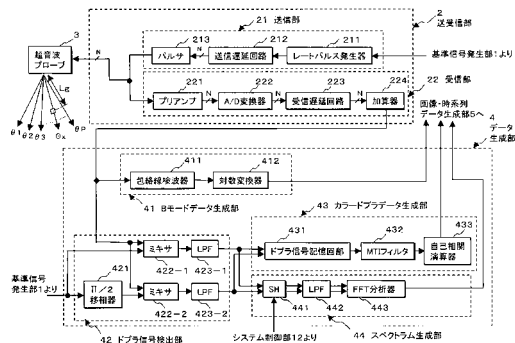 21 送信部
2
送受信部
3
213
212
211
超音波
プローブ
N
パルサ
N
送信遅延回路
レートパルス発生器
基準信号発生部1より
Lg
221
222
223
224
22 受信部
プリアンプ
N
A/D変換器
N
受信遅延回路
N
加算器
θ1
θ2
θ3
θx
θP
画像・時系列
データ生成部5へ
4
データ
生成部
411
412
包絡線検波器
対数変換器
41 Bモードデータ生成部
43 カラードプラデータ生成部
431
432
433
ミキサ
LPF
ドプラ信号記憶回路
MTIフィルタ
自己相関
演算器
422-1
423-1
基準信号
発生部1より
421
Π/2
移相器
ミキサ
LPF
SH
LPF
FFT分析器
422-2
423-2
441
442
443
42 ドプラ信号検出部
システム制御部12より
44 スペクトラム生成部